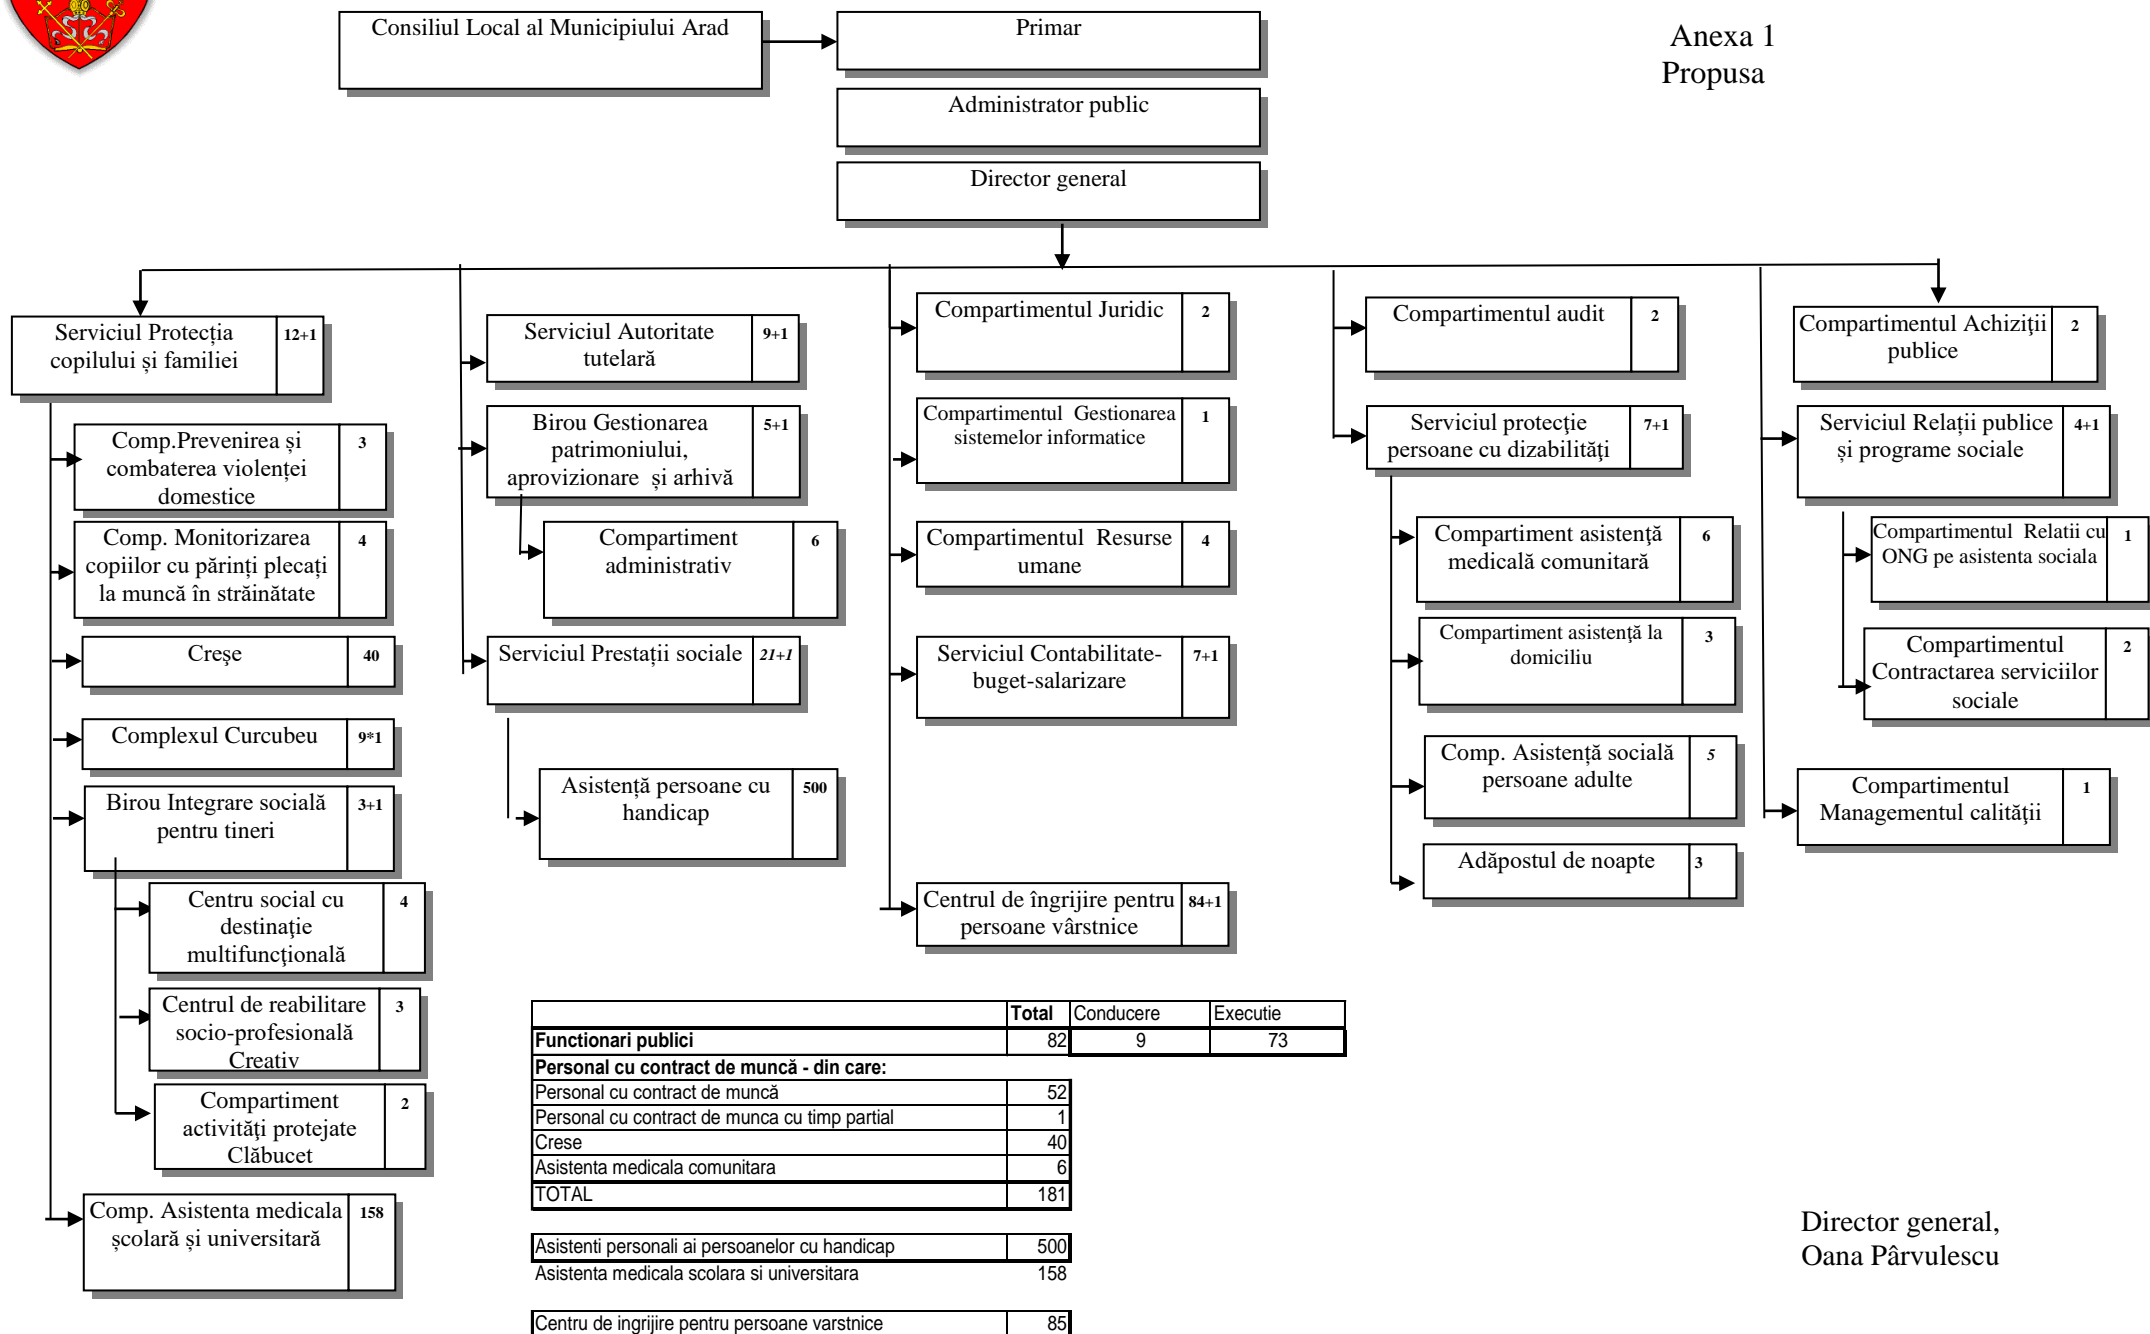 Consiliul Local al Municipiului Arad
Primar
Anexa 1
Propusa
Administrator public
Director general
Serviciul Protecția
copilului și familiei
12+1
Comp.Prevenirea și
combaterea violenței
domestice
3
Comp. Monitorizarea
copiilor cu părinți plecați
la muncă în străinătate
4
Creşe
40
Complexul Curcubeu
9*1
Birou Integrare socială
pentru tineri
3+1
Centru social cu
destinaţie
multifuncţională
4
Centrul de reabilitare
socio-profesională
Creativ
3
Compartiment
activităţi protejate
Clăbucet
2
Comp. Asistenta medicala
școlară și universitară
158
Serviciul Autoritate
tutelară
9+1
Birou Gestionarea
patrimoniului,
aprovizionare și arhivă
5+1
Compartiment
administrativ
6
Serviciul Prestații sociale
21+1
Asistență persoane cu
handicap
500
Compartimentul Juridic
2
Compartimentul Gestionarea
sistemelor informatice
1
Compartimentul Resurse
umane
4
Serviciul Contabilitate-
buget-salarizare
7+1
Centrul de îngrijire pentru
persoane vârstnice
84+1
Compartimentul audit
2
Serviciul protecţie
persoane cu dizabilităţi
7+1
Compartiment asistenţă
medicală comunitară
6
Compartiment asistenţă la
domiciliu
3
Comp. Asistență socială
persoane adulte
5
Adăpostul de noapte
3
Compartimentul Achiziţii
publice
2
Serviciul Relații publice
și programe sociale
4+1
Compartimentul Relatii cu
ONG pe asistenta sociala
1
Compartimentul
Contractarea serviciilor
sociale
2
Compartimentul
Managementul calităţii
1
Total Conducere Executie
Functionari publici 82 9 73
Personal cu contract de muncă - din care:
Personal cu contract de muncă 52
Personal cu contract de munca cu timp partial 1
Crese 40
Asistenta medicala comunitara 6
TOTAL 181
Asistenti personali ai persoanelor cu handicap 500
Asistenta medicala scolara si universitara 158
Centru de ingrijire pentru persoane varstnice 85
Director general,
Oana Pârvulescu